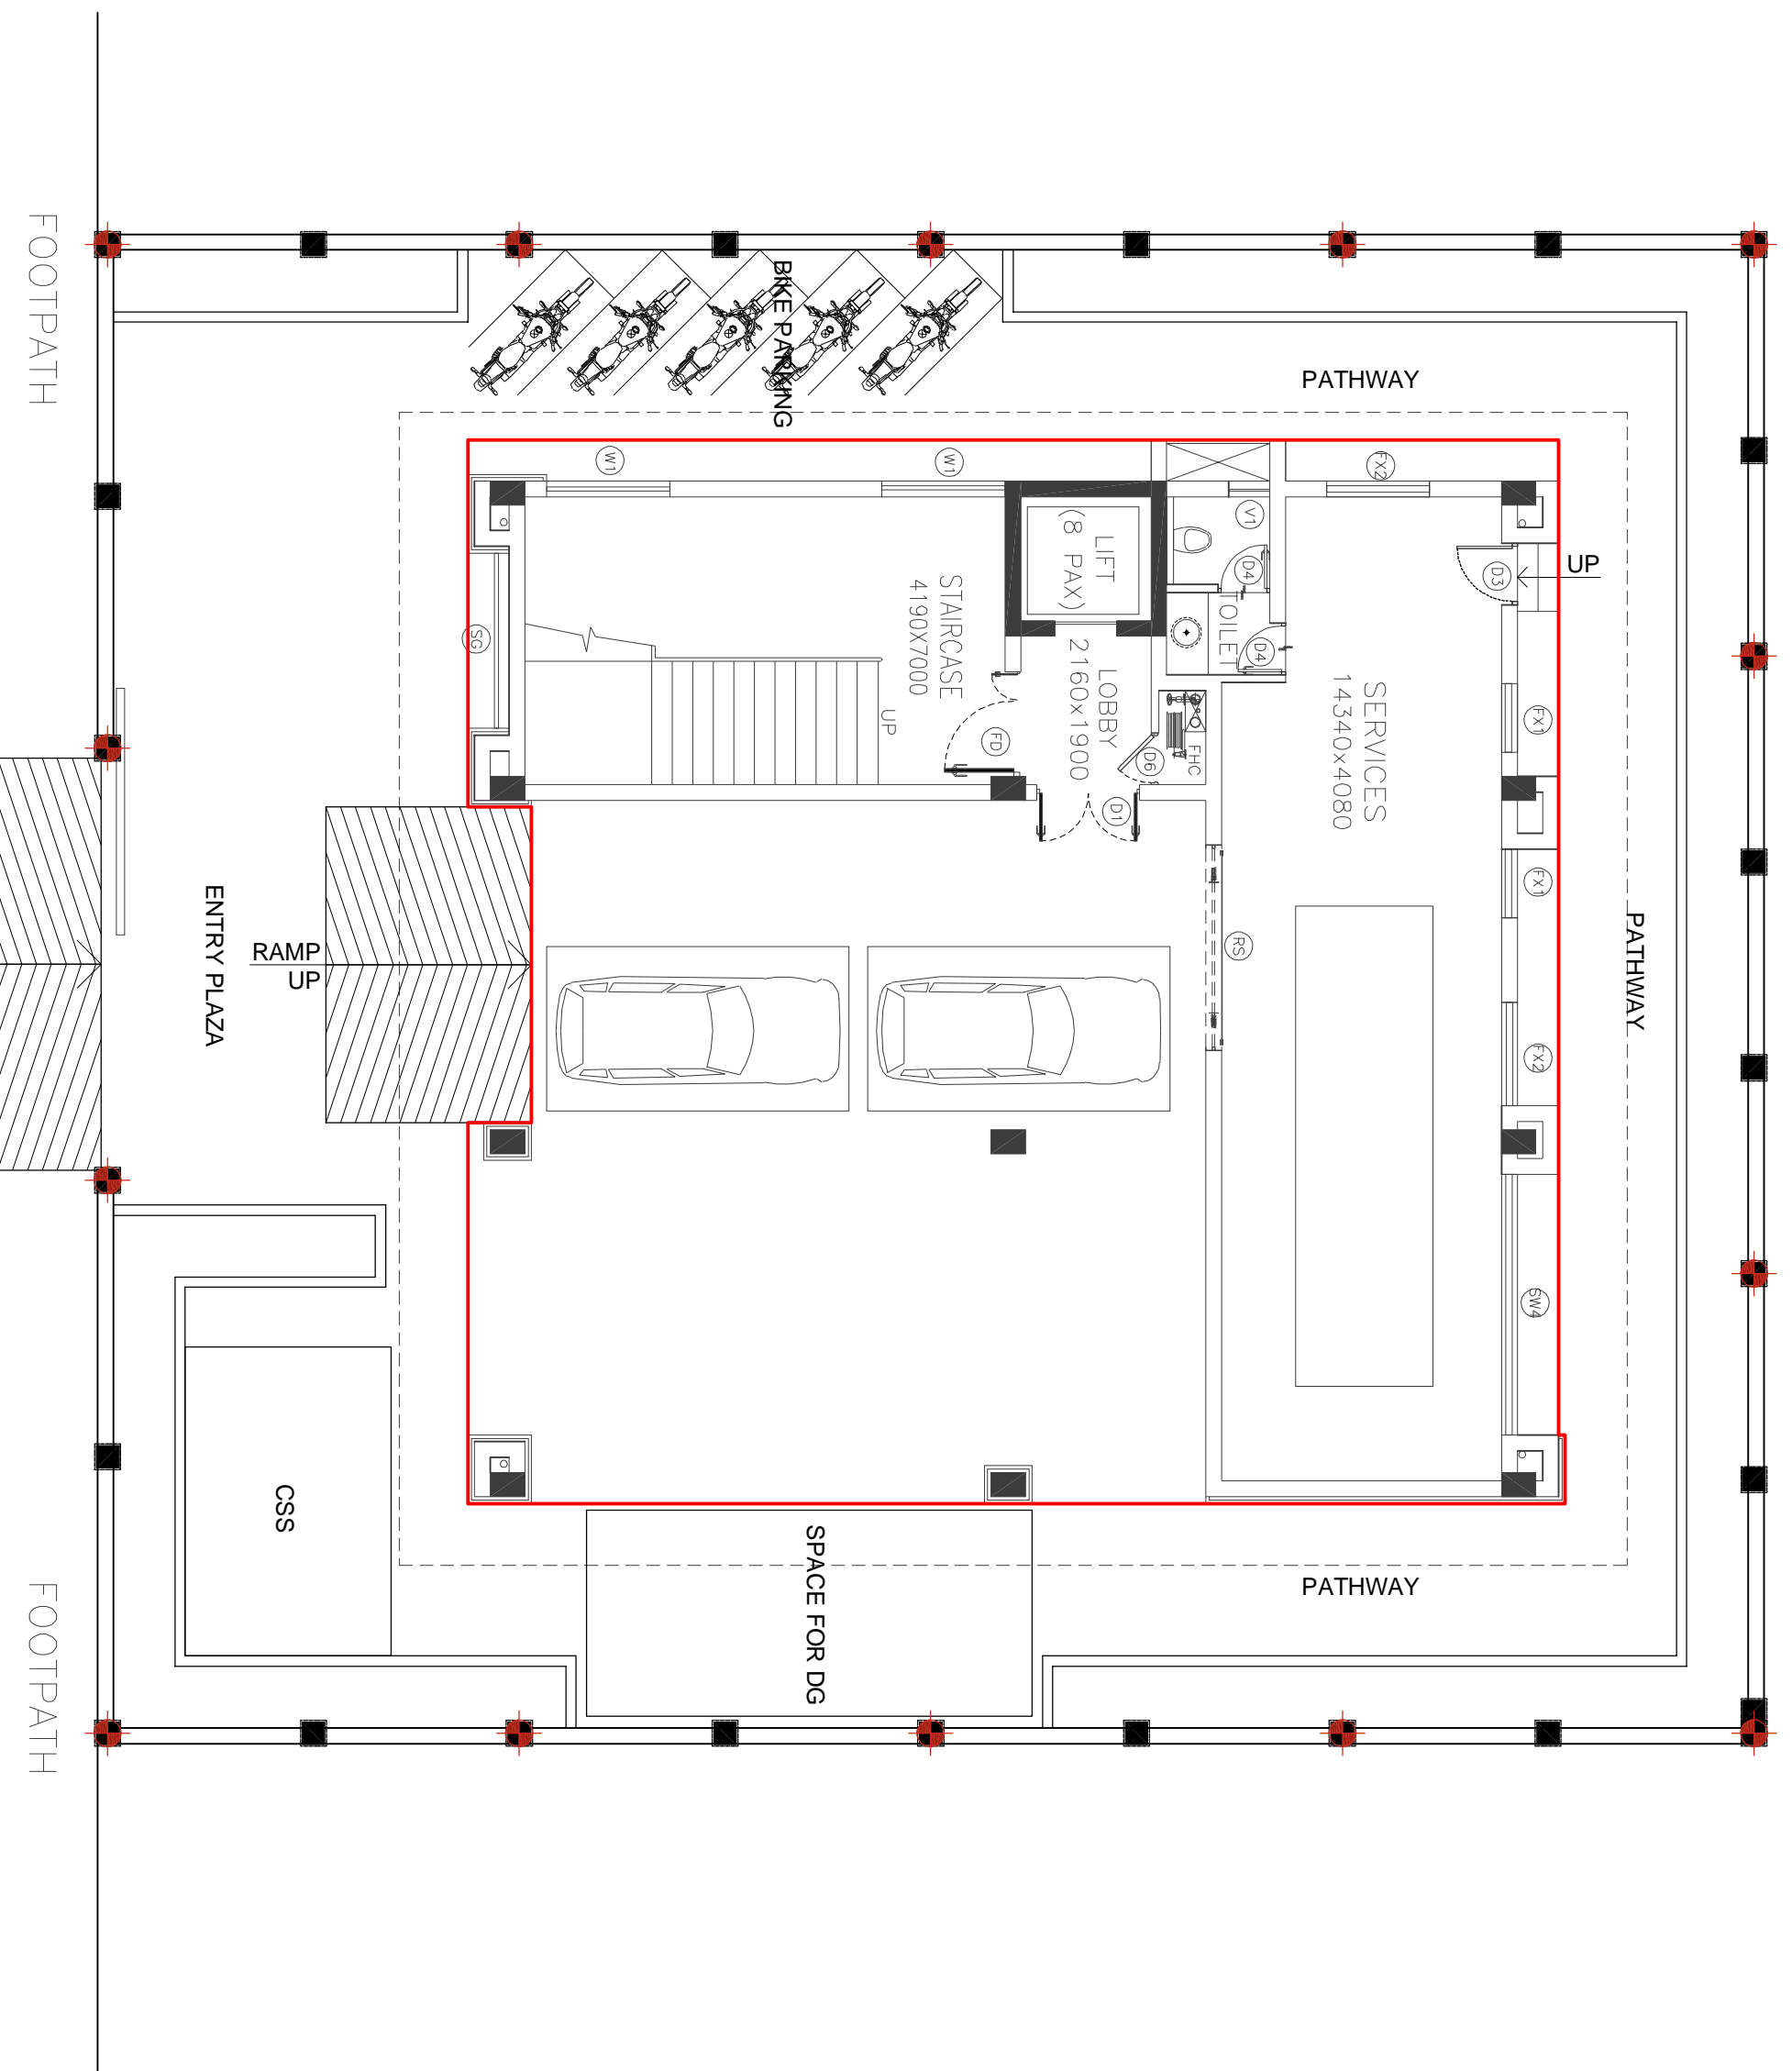 FOOTPATH
BIKE PARKING
PATHWAY
W1
W1
FX2
LIFT
(8 PAX)
V1
D4
UP
D3
STAIRCASE
4190X7000
TOILET
D4
SG
LOBBY
2160x1900
SERVICES
14340x4080
FX1
UP
FD
FHC
D6
D1
ENTRY PLAZA
RAMP
UP
RS
FX1
PATHWAY
FX2
SW4
CSS
SPACE FOR DG
PATHWAY
FOOTPATH